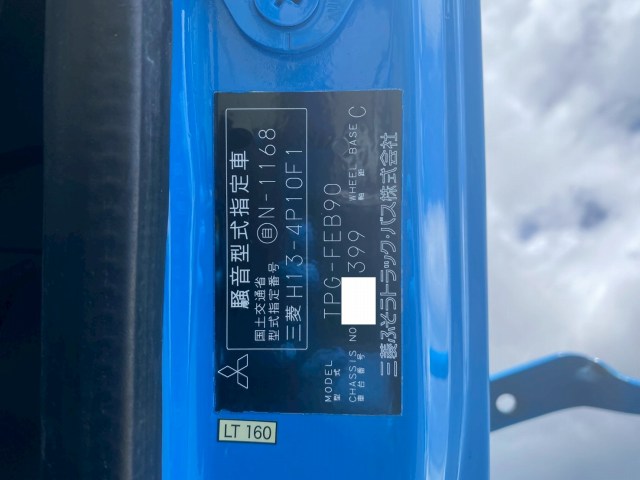 騒音型式指定車
国土交通省
型式指定番号
自N-1168
三菱 H13-4P10F1
MODEL
型式
TPG-FEB90
CHASSIS NO
車台番号
399
WHEEL BASE
軸距
C
三菱ふそうトラック・バス株式会社
LT 160